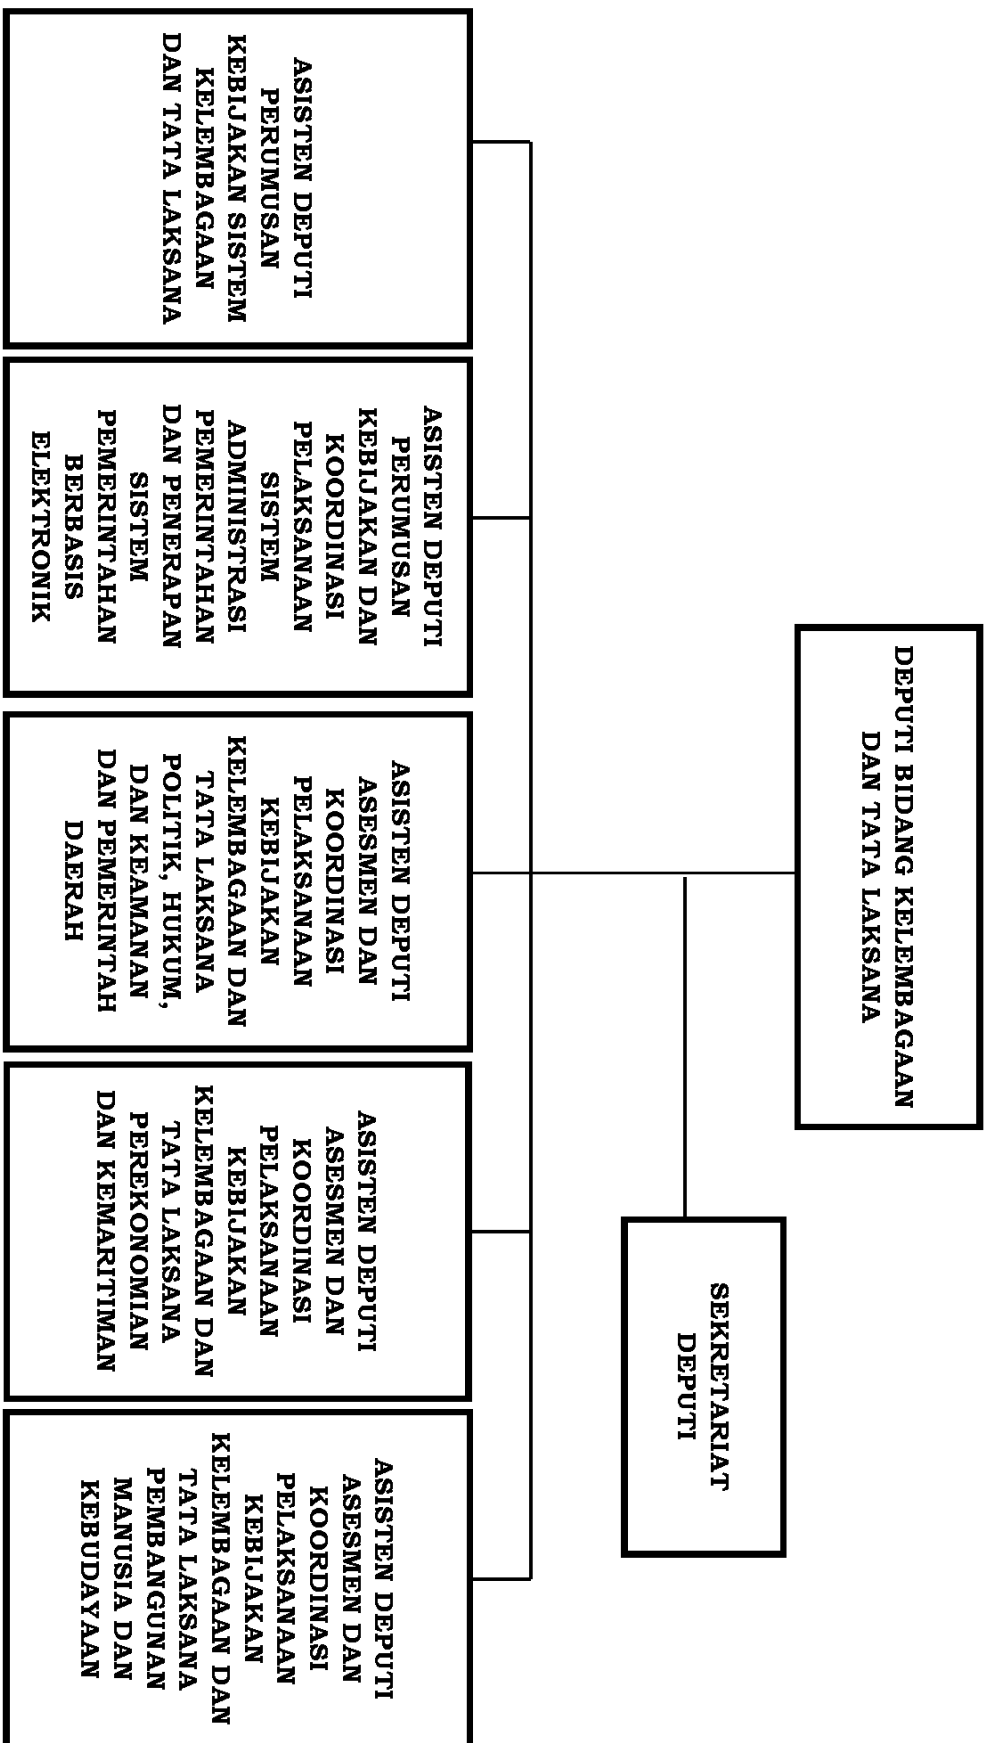 DEPUTI BIDANG KELEMBAGAAN
DAN TATA LAKSANA
SEKRETARIAT
DEPUTI
ASISTEN DEPUTI
PERUMUSAN
KEBIJAKAN SISTEM
KELEMBAGAAN
DAN TATA LAKSANA
ASISTEN DEPUTI
PERUMUSAN
KEBIJAKAN DAN
KOORDINASI
PELAKSANAAN
SISTEM
ADMINISTRASI
PEMERINTAHAN
DAN PENERAPAN
SISTEM
PEMERINTAHAN
BERBASIS
ELEKTRONIK
ASISTEN DEPUTI
ASESMEN DAN
KOORDINASI
PELAKSANAAN
KEBIJAKAN
KELEMBAGAAN DAN
TATA LAKSANA
POLITIK, HUKUM,
DAN KEAMANAN
DAN PEMERINTAH
DAERAH
ASISTEN DEPUTI
ASESMEN DAN
KOORDINASI
PELAKSANAAN
KEBIJAKAN
KELEMBAGAAN DAN
TATA LAKSANA
PEREKONOMIAN
DAN KEMARITIMAN
ASISTEN DEPUTI
ASESMEN DAN
KOORDINASI
PELAKSANAAN
KEBIJAKAN
KELEMBAGAAN DAN
TATA LAKSANA
PEMBANGUNAN
MANUSIA DAN
KEBUDAYAAN